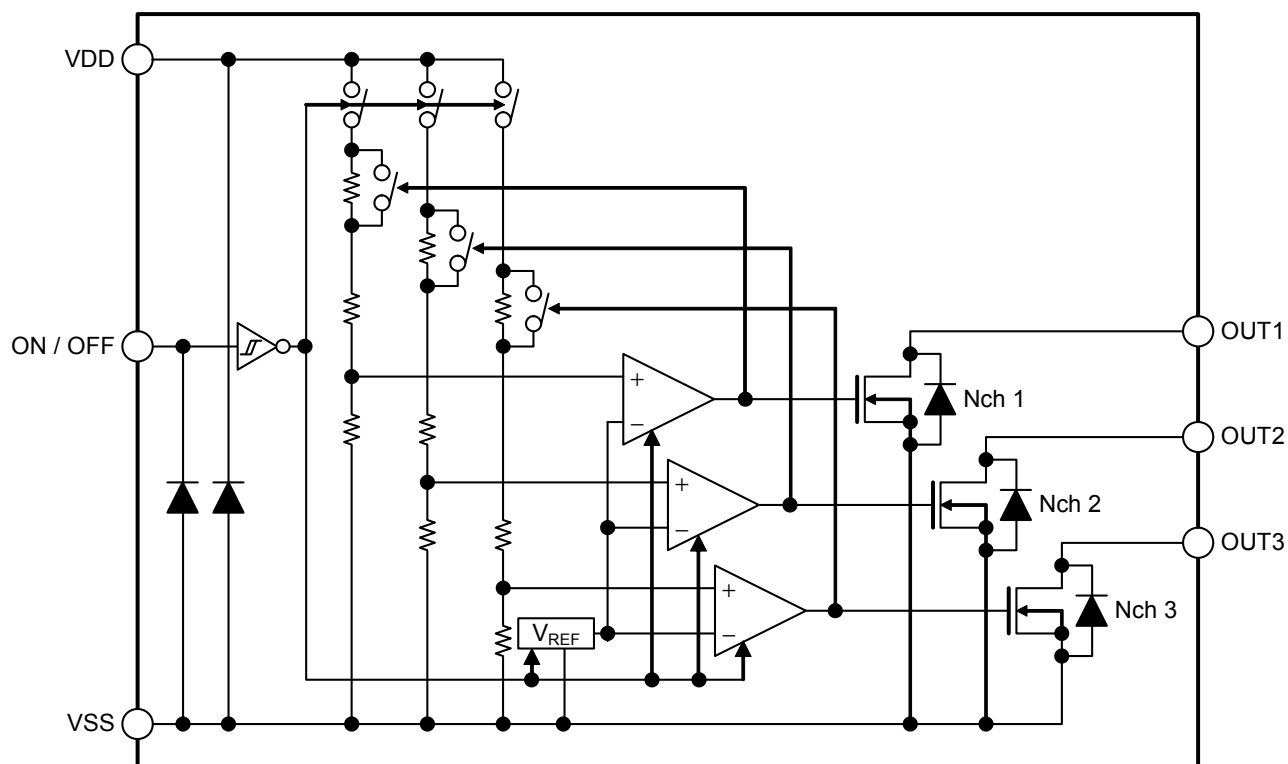 VDD
ON / OFF
VSS
+
−
+
−
+
−
VREF
Nch 1
Nch 2
Nch 3
OUT1
OUT2
OUT3